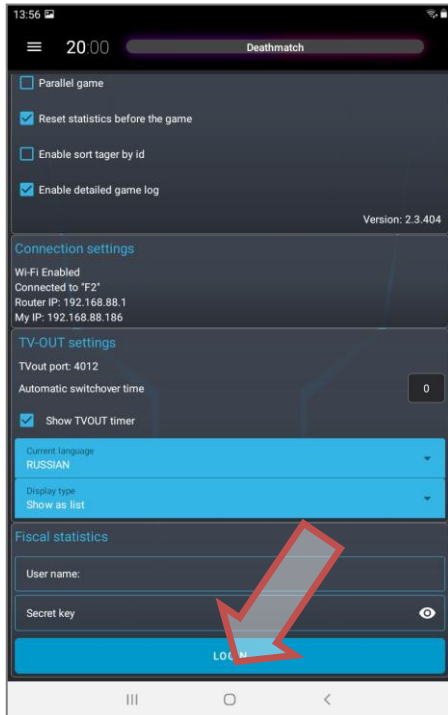 13:56
20:00 Deathmatch
Parallel game
Reset statistics before the game
Enable sort tager by id
Enable detailed game log
Version: 2.3.404
Connection settings
Wi-Fi Enabled
Connected to "F2"
Router IP: 192.168.88.1
My IP: 192.168.88.186
TV-OUT settings
TVout port: 4012
Automatic switchover time 0
Show TVOUT timer
Current language
RUSSIAN
Display type
Show as list
Fiscal statistics
User name:
Secret key
LOGIN